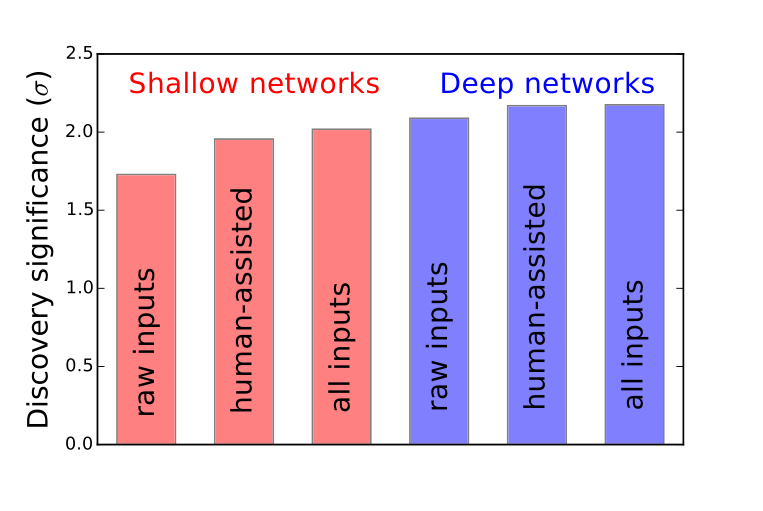 Discovery significance (σ)
2.5
2.0
1.5
1.0
0.5
0.0
Shallow networks
Deep networks
raw inputs
human-assisted
all inputs
raw inputs
human-assisted
all inputs